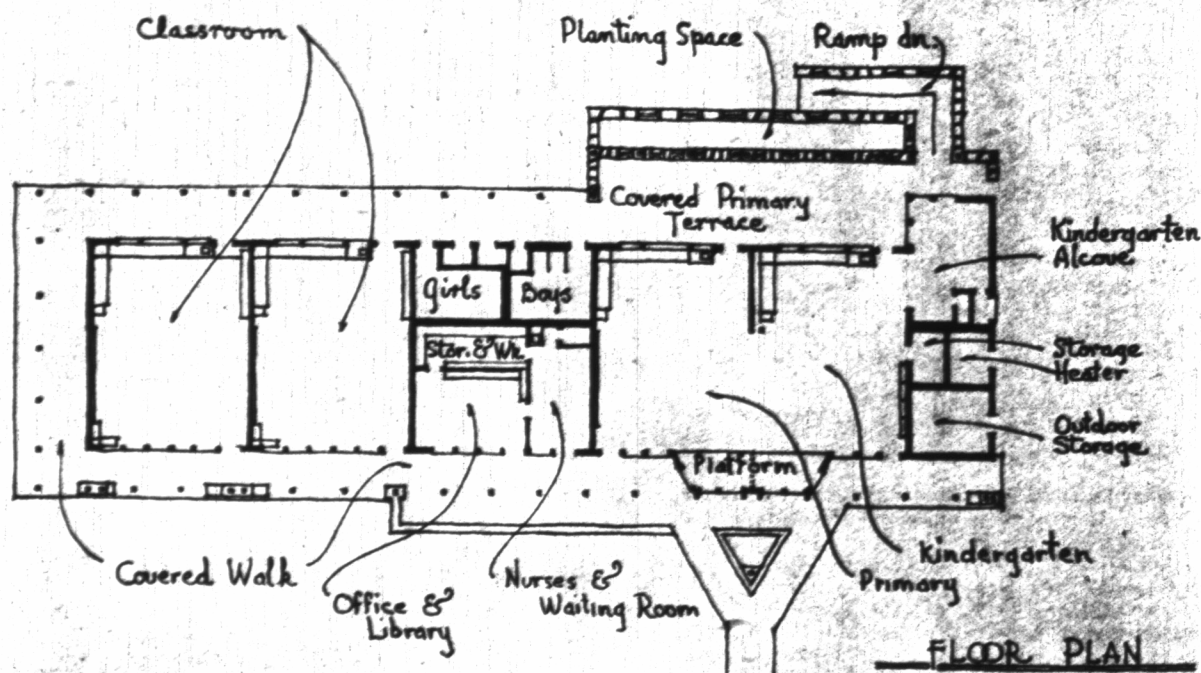 Classroom
Planting Space
Ramp dn.
Covered Primary
Terrace
Kindergarten
Alcove
Girls
Boys
Stor. & Wk.
Storage
Heater
Outdoor
Storage
Platform
Covered Walk
Office &
Library
Nurses &
Waiting Room
Kindergarten
Primary
FLOOR PLAN